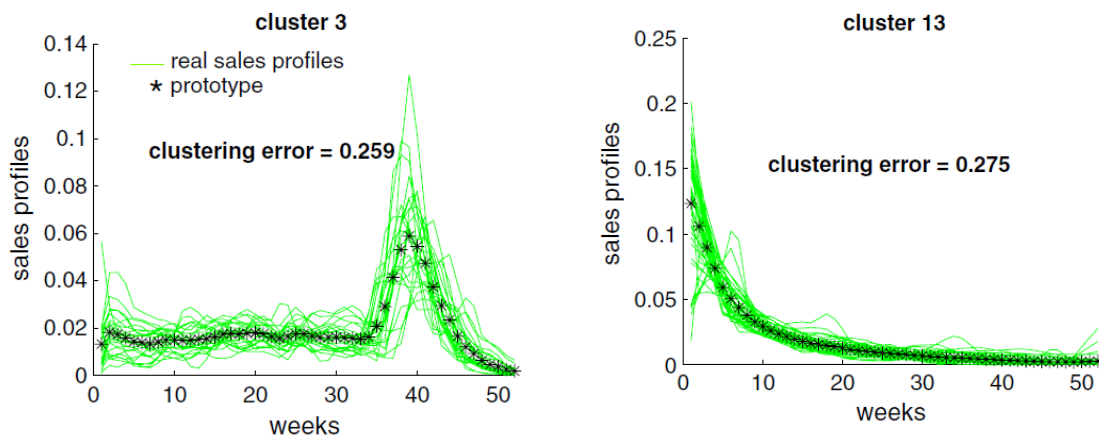 cluster 3
0.14
0.12
0.1
0.08
0.06
0.04
0.02
0
sales profiles
real sales profiles
* prototype
clustering error = 0.259
0 10 20 30 40 50
weeks
cluster 13
0.25
0.2
0.15
0.1
0.05
0
sales profiles
clustering error = 0.275
0 10 20 30 40 50
weeks